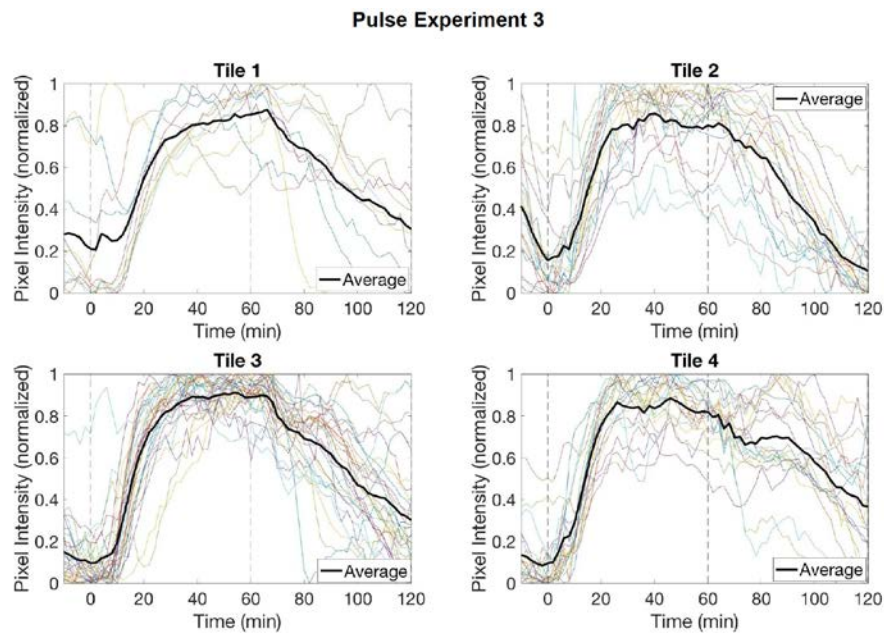 Pulse Experiment 3
Tile 1
Pixel Intensity (normalized)
1
0.8
0.6
0.4
0.2
0
Average
0 20 40 60 80 100 120
Time (min)
Tile 2
Pixel Intensity (normalized)
1
0.8
0.6
0.4
0.2
0
Average
0 20 40 60 80 100 120
Time (min)
Tile 3
Pixel Intensity (normalized)
1
0.8
0.6
0.4
0.2
0
Average
0 20 40 60 80 100 120
Time (min)
Tile 4
Pixel Intensity (normalized)
1
0.8
0.6
0.4
0.2
0
Average
0 20 40 60 80 100 120
Time (min)